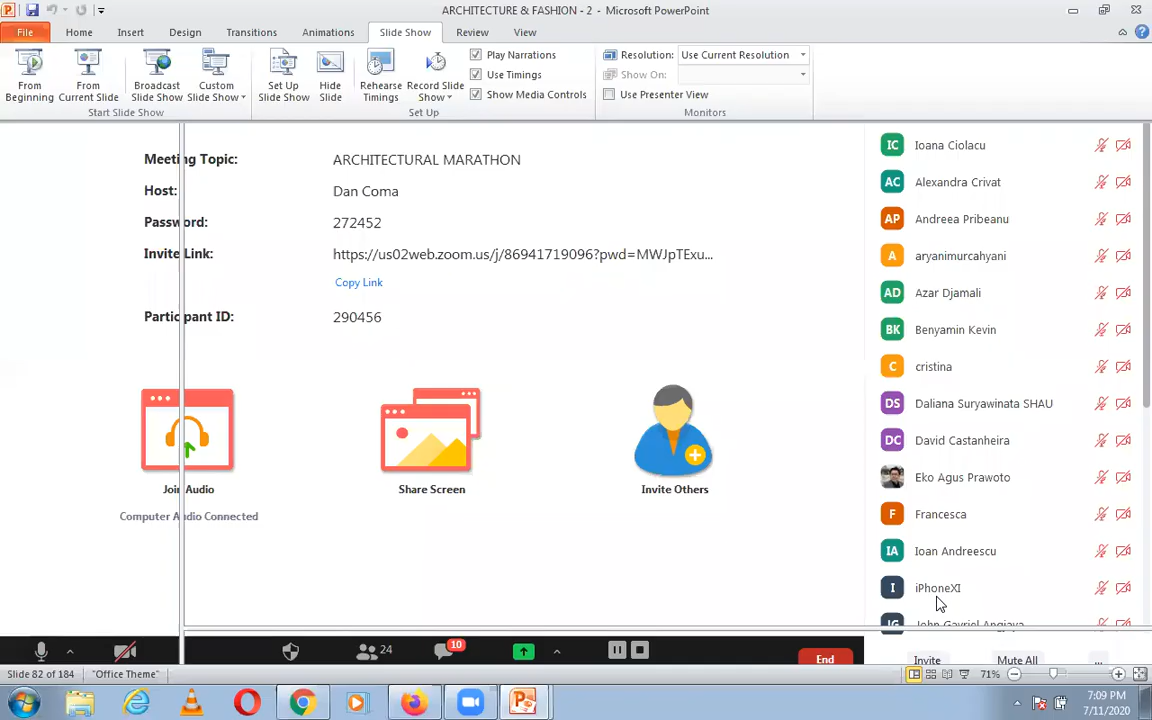 ARCHITECTURE & FASHION - 2 - Microsoft PowerPoint
File Home Insert Design Transitions Animations Slide Show Review View
From Beginning
From Current Slide
Broadcast Slide Show
Custom Slide Show
Start Slide Show
Set Up Slide Show
Hide Slide
Rehearse Timings
Record Slide Show
Play Narrations
Use Timings
Show Media Controls
Set Up
Resolution: Use Current Resolution
Show On:
Use Presenter View
Monitors
Meeting Topic: ARCHITECTURAL MARATHON
Host: Dan Coma
Password: 272452
Invite Link: https://us02web.zoom.us/j/86941719096?pwd=MWJpTExu...
Copy Link
Participant ID: 290456
Join Audio
Computer Audio Connected
Share Screen
Invite Others
IC Ioana Ciolacu
AC Alexandra Crivat
AP Andreea Pribeanu
A aryanimurcahyani
AD Azar Djamali
BK Benyamin Kevin
C cristina
DS Daliana Suryawinata SHAU
DC David Castanheira
Eko Agus Prawoto
F Francesca
IA Ioan Andreescu
I iPhoneXI
JG John Gavriel
24
10
End
Invite
Mute All
...
Slide 82 of 184
"Office Theme"
71%
7:09 PM
7/11/2020